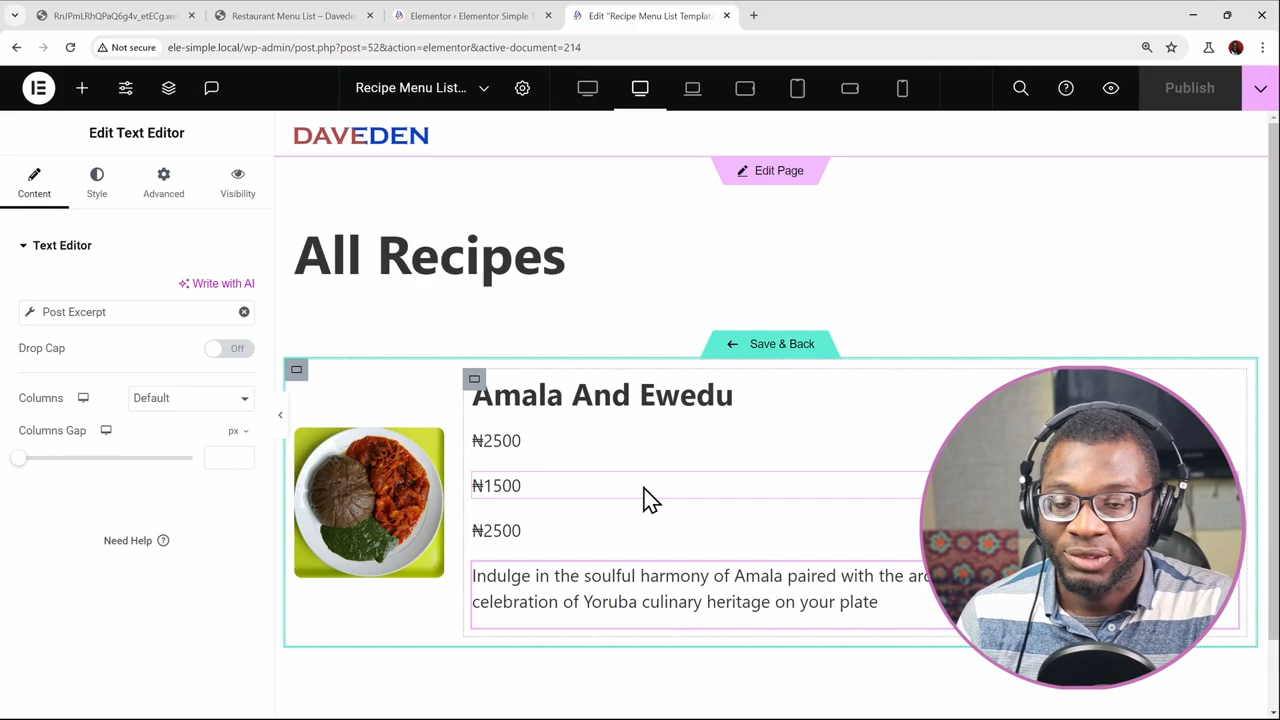 RnJPmLRhQPaQ6g4v_etECg.we
Restaurant Menu List – Davede
Elementor ‹ Elementor Simple T
Edit "Recipe Menu List Templat
Not secure
ele-simple.local/wp-admin/post.php?post=52&action=elementor&active-document=214
Recipe Menu List...
Publish
Edit Text Editor
DAVEDEN
Edit Page
Content
Style
Advanced
Visibility
Text Editor
All Recipes
Write with AI
Post Excerpt
Drop Cap
Off
Save & Back
Columns
Default
Columns Gap
px
Amala And Ewedu
₦2500
₦1500
₦2500
Need Help
Indulge in the soulful harmony of Amala paired with the
celebration of Yoruba culinary heritage on your plate